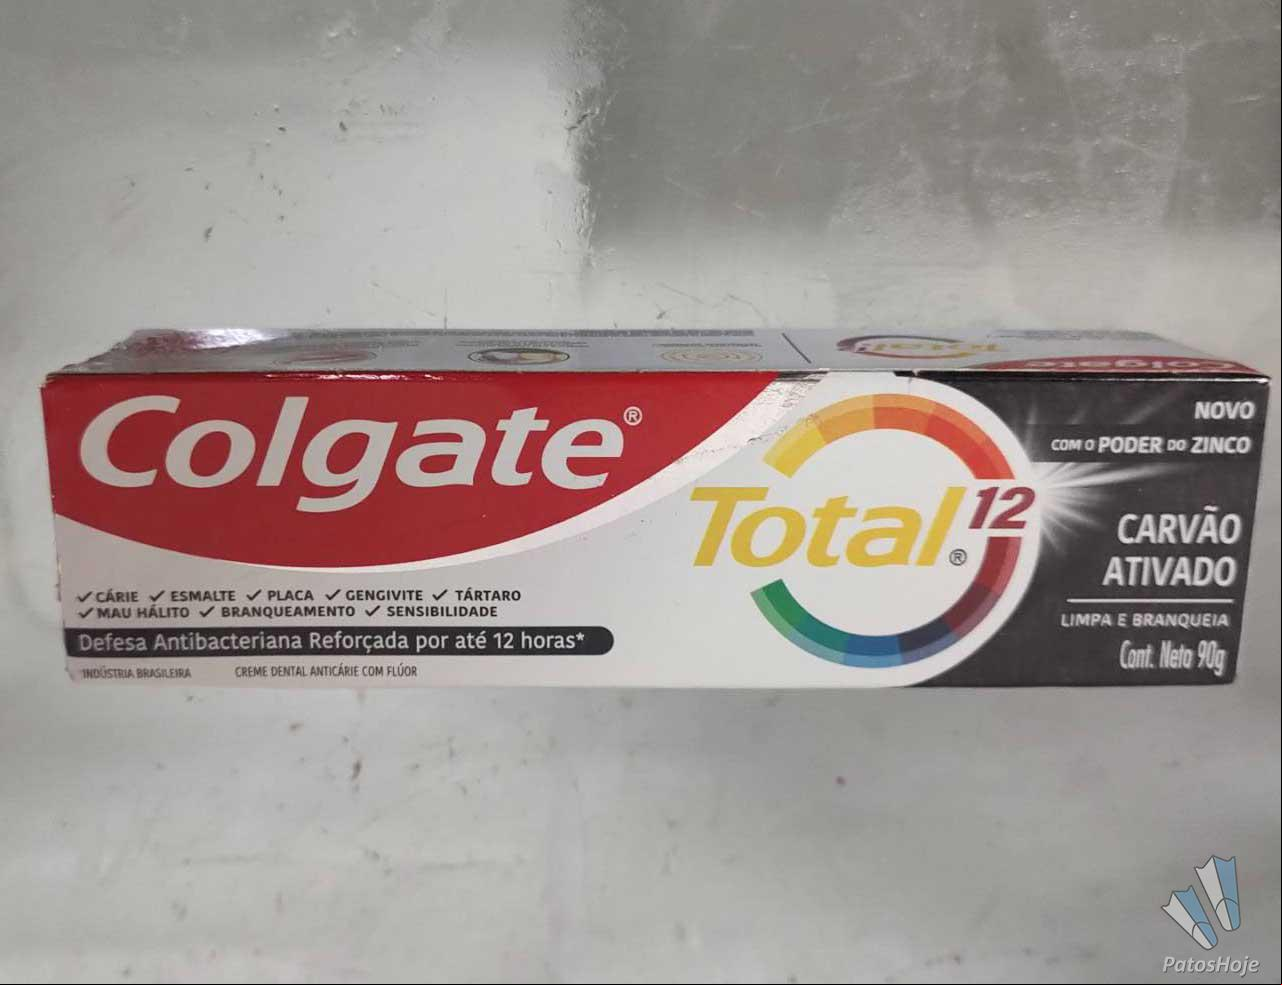 Colgate®
Total 12®
NOVO
COM O PODER DO ZINCO
CARVÃO
ATIVADO
LIMPA E BRANQUEIA
Cont. Neto 90g
✓ CÁRIE ✓ ESMALTE ✓ PLACA ✓ GENGIVITE ✓ TÁRTARO
✓ MAU HÁLITO ✓ BRANQUEAMENTO ✓ SENSIBILIDADE
Defesa Antibacteriana Reforçada por até 12 horas*
INDÚSTRIA BRASILEIRA CREME DENTAL ANTICÁRIE COM FLÚOR
Total
Colgate
PatosHoje